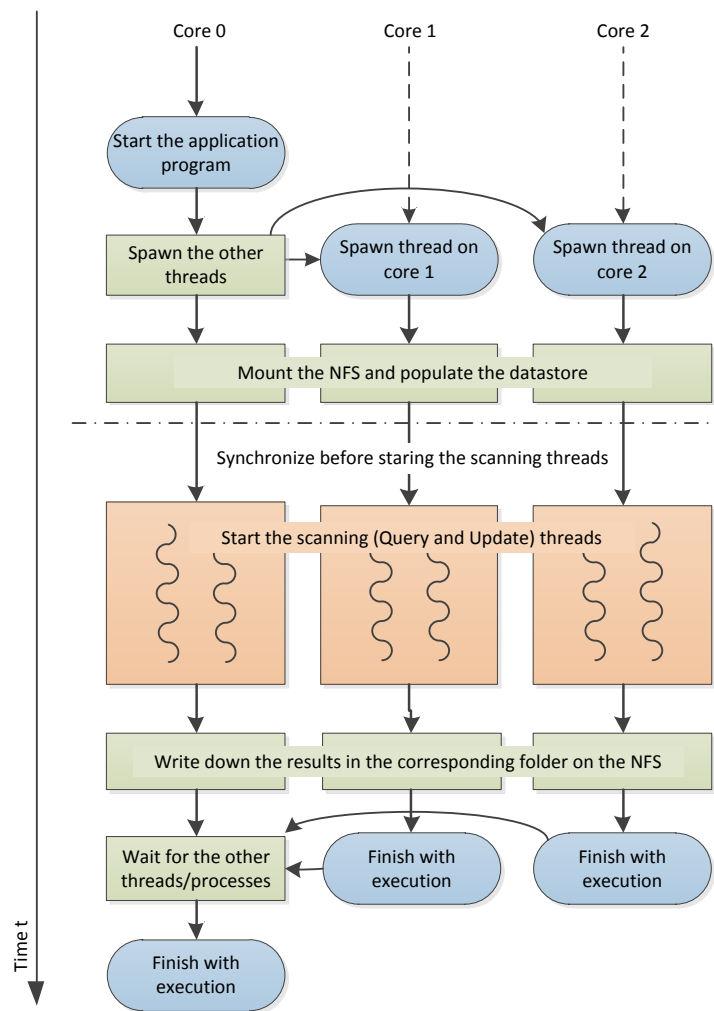 Core 0
Core 1
Core 2
Start the application
program
Spawn the other
threads
Spawn thread on
core 1
Spawn thread on
core 2
Mount the NFS and populate the datastore
Synchronize before staring the scanning threads
Start the scanning (Query and Update) threads
Write down the results in the corresponding folder on the NFS
Wait for the other
threads/processes
Finish with
execution
Finish with
execution
Finish with
execution
Time t